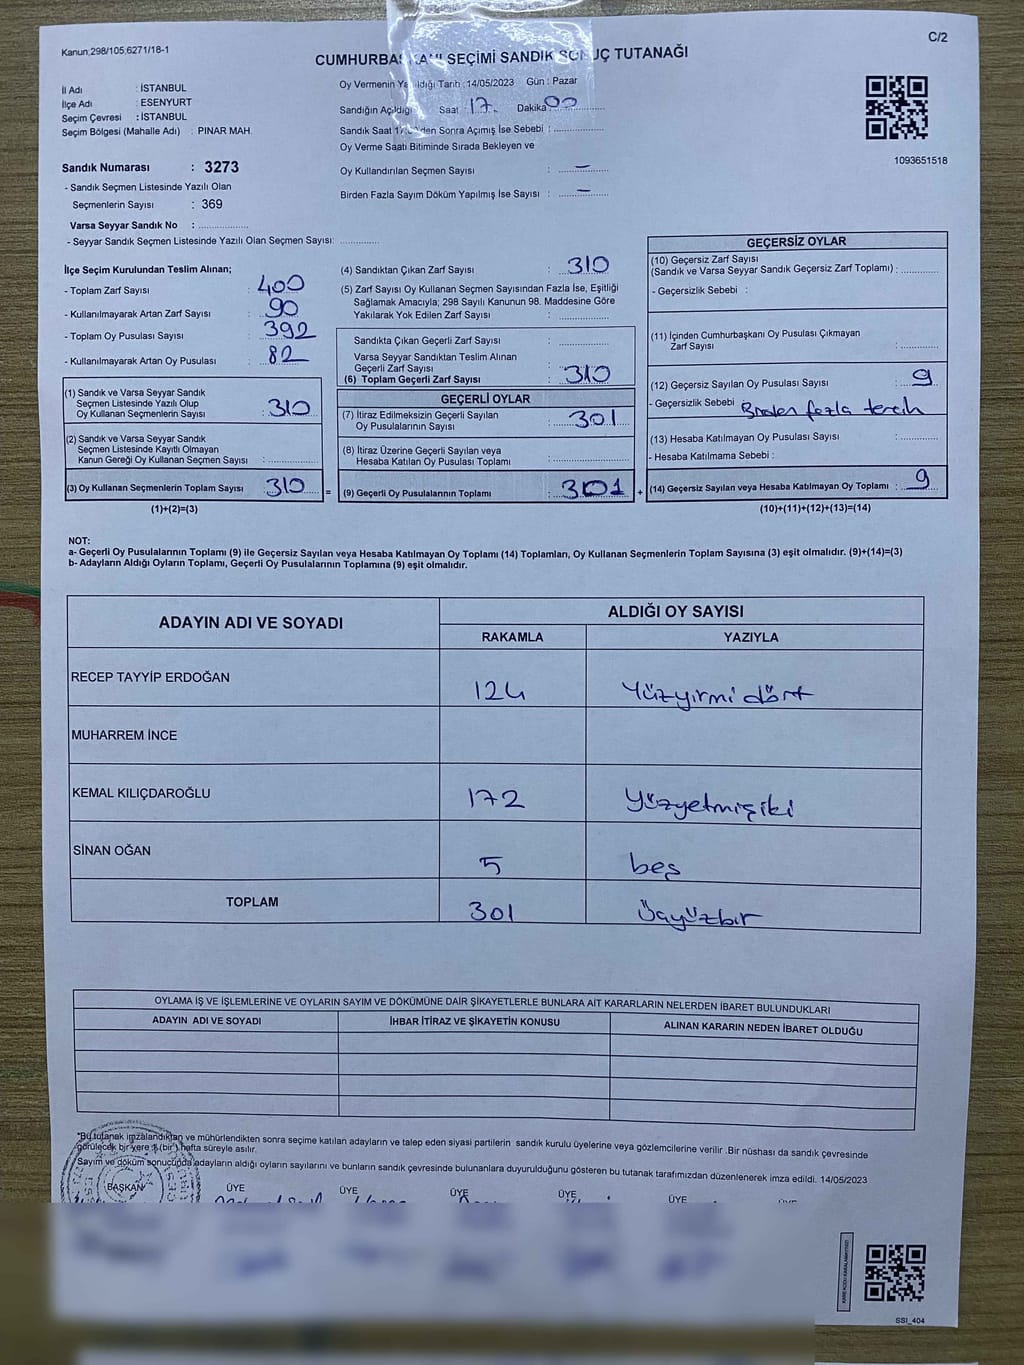 Kanun:298/105;6271/18-1
C/2
CUMHURBAŞKANI SEÇİMİ SANDIK SONUÇ TUTANAĞI
İl Adı : İSTANBUL
İlçe Adı : ESENYURT
Seçim Çevresi : İSTANBUL
Seçim Bölgesi (Mahalle Adı) : PINAR MAH.
Oy Vermenin Yapıldığı Tarih :14/05/2023 Gün : Pazar
Sandığın Açıldığı Saat :17 Dakika:00
Sandık Saat 17 den Sonra Açımış İse Sebebi :
Oy Verme Saati Bitiminde Sırada Bekleyen ve
Oy Kullandırılan Seçmen Sayısı : —
Birden Fazla Sayım Döküm Yapılmış İse Sayısı : —
1093651518
Sandık Numarası : 3273
- Sandık Seçmen Listesinde Yazılı Olan
Seçmenlerin Sayısı : 369
Varsa Seyyar Sandık No :
- Seyyar Sandık Seçmen Listesinde Yazılı Olan Seçmen Sayısı:
İlçe Seçim Kurulundan Teslim Alınan;
- Toplam Zarf Sayısı : 400
- Kullanılmayarak Artan Zarf Sayısı : 90
- Toplam Oy Pusulası Sayısı : 392
- Kullanılmayarak Artan Oy Pusulası : 82
(1) Sandık ve Varsa Seyyar Sandık
Seçmen Listesinde Yazılı Olup
Oy Kullanan Seçmenlerin Sayısı : 310
(2) Sandık ve Varsa Seyyar Sandık
Seçmen Listesinde Kayıtlı Olmayan
Kanun Gereği Oy Kullanan Seçmen Sayısı :
(3) Oy Kullanan Seçmenlerin Toplam Sayısı : 310 =
(1)+(2)=(3)
(4) Sandıktan Çıkan Zarf Sayısı : 310
(5) Zarf Sayısı Oy Kullanan Seçmen Sayısından Fazla İse, Eşitliği
Sağlamak Amacıyla; 298 Sayılı Kanunun 98. Maddesine Göre
Yakılarak Yok Edilen Zarf Sayısı :
Sandıkta Çıkan Geçerli Zarf Sayısı :
Varsa Seyyar Sandıktan Teslim Alınan
Geçerli Zarf Sayısı :
(6) Toplam Geçerli Zarf Sayısı : 310
GEÇERLİ OYLAR
(7) İtiraz Edilmeksizin Geçerli Sayılan
Oy Pusulalarının Sayısı : 301
(8) İtiraz Üzerine Geçerli Sayılan veya
Hesaba Katılan Oy Pusulası Toplamı :
(9) Geçerli Oy Pusulalarının Toplamı : 301 +
GEÇERSİZ OYLAR
(10) Geçersiz Zarf Sayısı
(Sandık ve Varsa Seyyar Sandık Geçersiz Zarf Toplamı) :
- Geçersizlik Sebebi :
(11) İçinden Cumhurbaşkanı Oy Pusulası Çıkmayan
Zarf Sayısı :
(12) Geçersiz Sayılan Oy Pusulası Sayısı : 9
- Geçersizlik Sebebi : Birden fazla tercih
(13) Hesaba Katılmayan Oy Pusulası Sayısı :
- Hesaba Katılmama Sebebi :
(14) Geçersiz Sayılan veya Hesaba Katılmayan Oy Toplamı : 9
(10)+(11)+(12)+(13)=(14)
NOT:
a- Geçerli Oy Pusulalarının Toplamı (9) ile Geçersiz Sayılan veya Hesaba Katılmayan Oy Toplamı (14) Toplamları, Oy Kullanan Seçmenlerin Toplam Sayısına (3) eşit olmalıdır. (9)+(14)=(3)
b- Adayların Aldığı Oyların Toplamı, Geçerli Oy Pusulalarının Toplamına (9) eşit olmalıdır.
ADAYIN ADI VE SOYADI
ALDIĞI OY SAYISI
RAKAMLA YAZIYLA
RECEP TAYYİP ERDOĞAN 124 Yüzyirmi dört
MUHARREM İNCE
KEMAL KILIÇDAROĞLU 172 Yüzyetmişiki
SİNAN OĞAN 5 beş
TOPLAM 301 Üçyüzbir
OYLAMA İŞ VE İŞLEMLERİNE VE OYLARIN SAYIM VE DÖKÜMÜNE DAİR ŞİKAYETLERLE BUNLARA AİT KARARLARIN NELERDEN İBARET BULUNDUKLARI
ADAYIN ADI VE SOYADI İHBAR İTİRAZ VE ŞİKAYETİN KONUSU ALINAN KARARIN NEDEN İBARET OLDUĞU
"Bu tutanak imzalandıktan ve mühürlendikten sonra seçime katılan adayların ve talep eden siyasi partilerin sandık kurulu üyelerine veya gözlemcilerine verilir .Bir nüshası da sandık çevresinde
görülecek bir yere 1 (bir) hafta süreyle asılır.
Sayım ve döküm sonucunda adayların aldığı oyların sayılarını ve bunların sandık çevresinde bulunanlara duyurulduğunu gösteren bu tutanak tarafımızdan düzenlenerek imza edildi. 14/05/2023
BAŞKAN ÜYE ÜYE ÜYE ÜYE ÜYE ÜYE
SSI_404